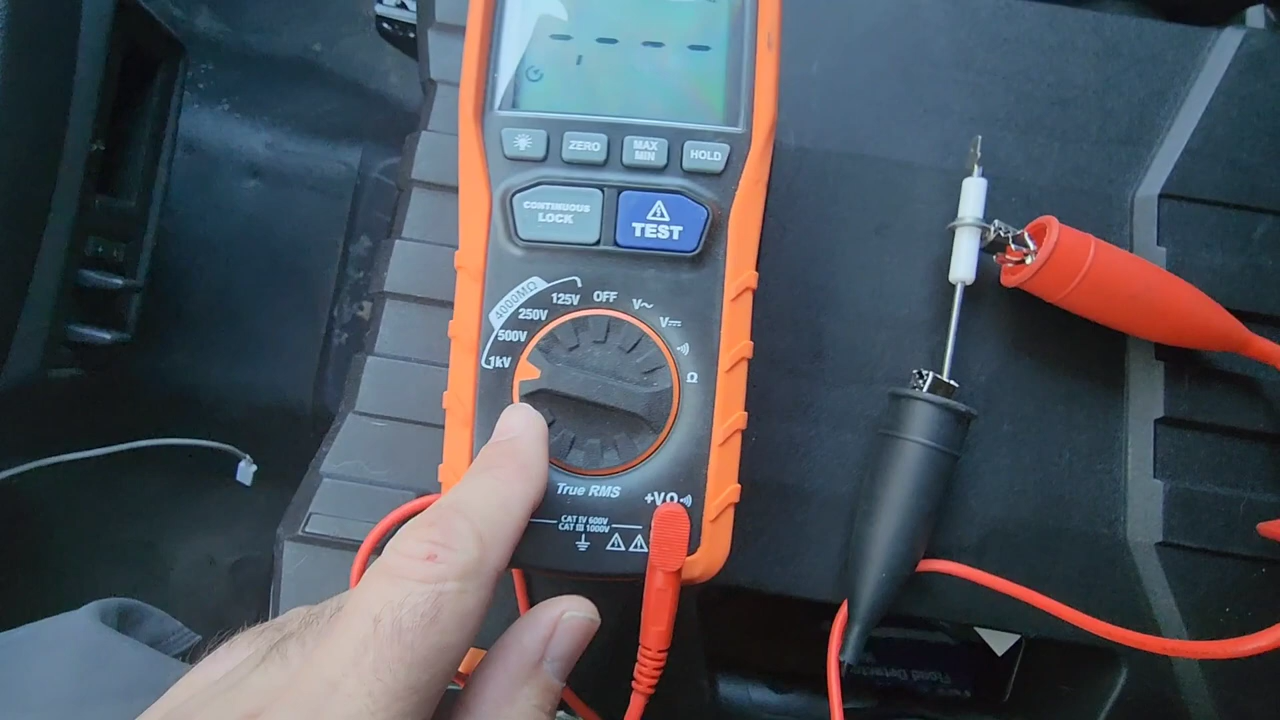 - - - -
ZERO
MAX
MIN
HOLD
CONTINUOUS
LOCK
TEST
4000MΩ
125V
250V
500V
1kV
OFF
V~
V⎓
Ω
True RMS
+VΩ
CAT IV 600V
CAT III 1000V